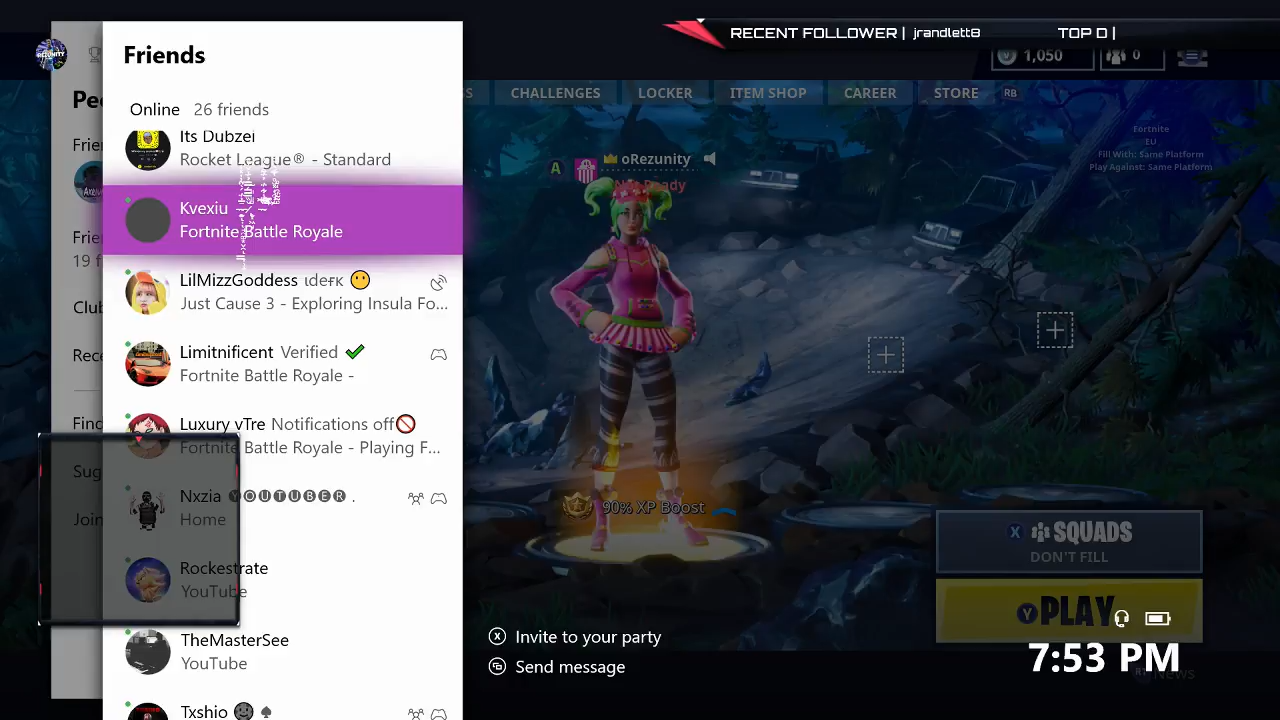 Friends
RECENT FOLLOWER | jrandlett8
TOP D |
1,050
0
Online 26 friends
CHALLENGES
LOCKER
ITEM SHOP
CAREER
STORE
RB
Its Dubzei
Rocket League® - Standard
Kvexiu
Fortnite Battle Royale
LilMizzGoddess ιderκ 😶
Just Cause 3 - Exploring Insula Fo...
Limitnificent Verified ✔
Fortnite Battle Royale -
Luxury vTre Notifications off🚫
Fortnite Battle Royale - Playing F...
Nxzia 🅨🅞🅤🅣🅤🅑🅔🅡 .
Home
Rockestrate
YouTube
TheMasterSee
YouTube
Txshio 🌚 ♠
Fortnite
EU
Fill With: Same Platform
Play Against: Same Platform
A
oRezunity
Not Ready
90% XP Boost
X SQUADS
DON'T FILL
Y PLAY
X Invite to your party
Send message
7:53 PM
News